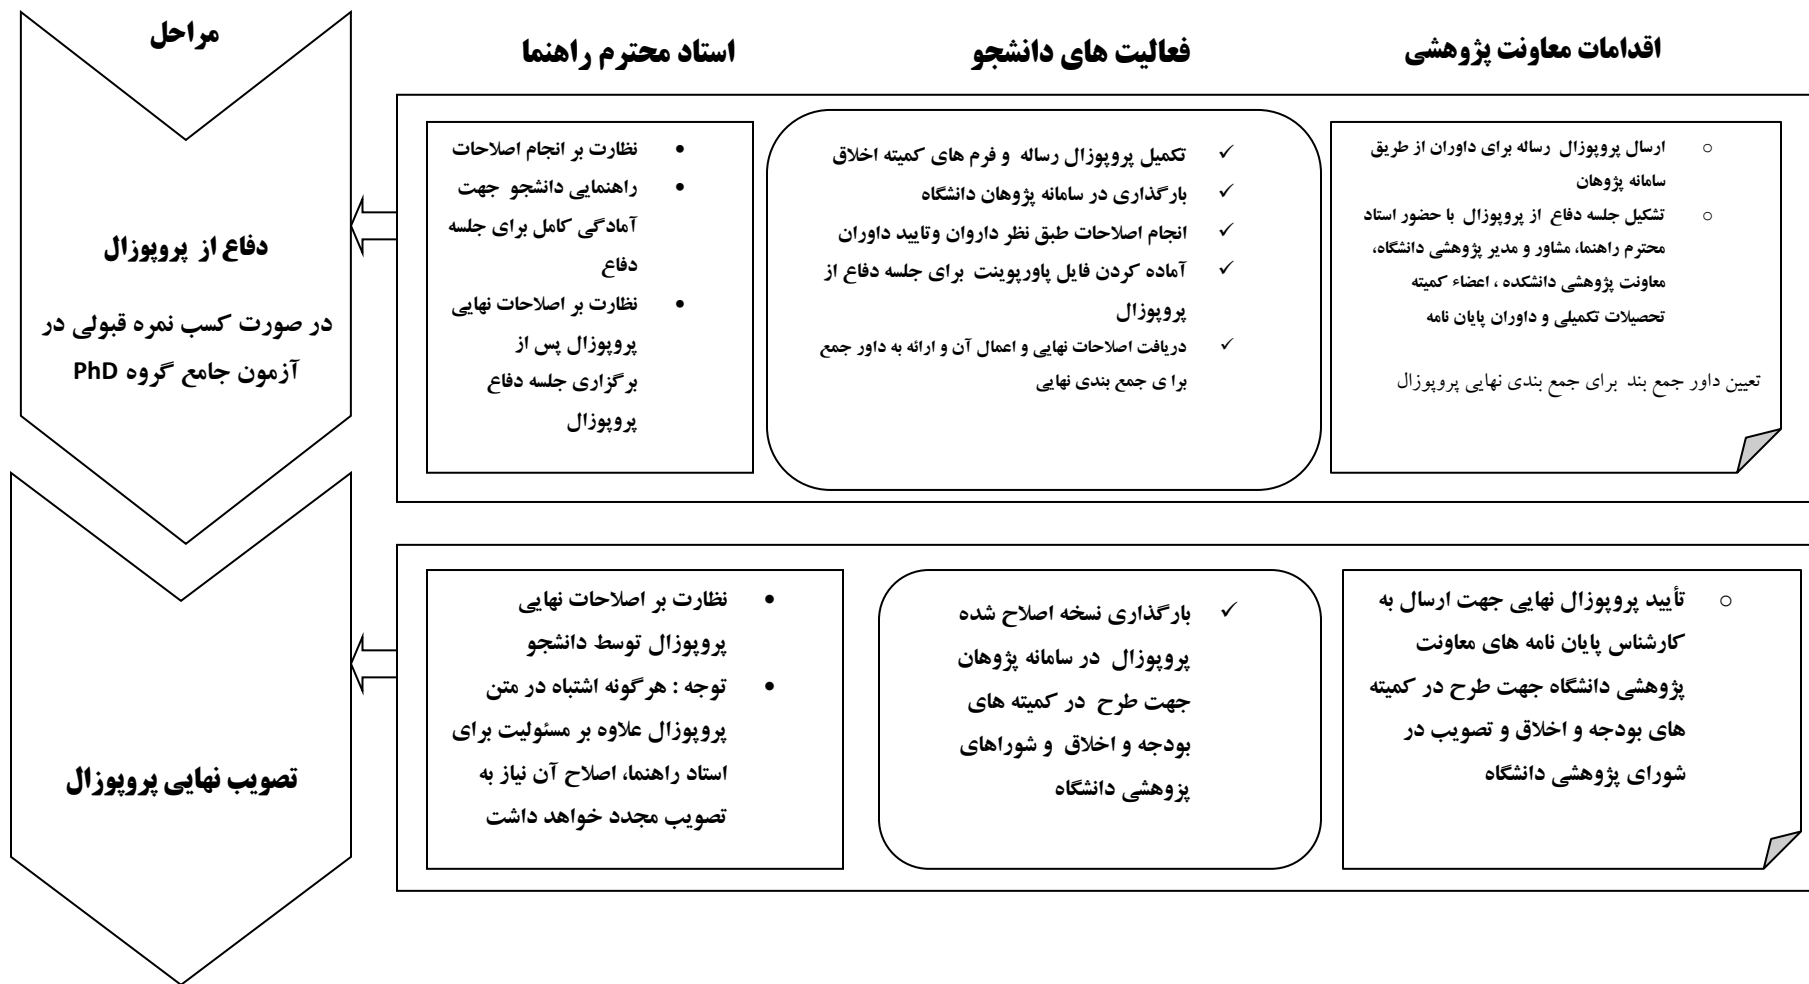 مراحل
استاد محترم راهنما
فعالیت های دانشجو
اقدامات معاونت پژوهشی
دفاع از پروپوزال
در صورت کسب نمره قبولی در
آزمون جامع گروه PhD
• نظارت بر انجام اصلاحات
• راهنمایی دانشجو جهت
آمادگی کامل برای جلسه
دفاع
• نظارت بر اصلاحات نهایی
پروپوزال پس از
برگزاری جلسه دفاع
پروپوزال
✓ تکمیل پروپوزال رساله و فرم های کمیته اخلاق
✓ بارگذاری در سامانه پژوهان دانشگاه
✓ انجام اصلاحات طبق نظر داروان وتایید داوران
✓ آماده کردن فایل پاورپوینت برای جلسه دفاع از
پروپوزال
✓ دریافت اصلاحات نهایی و اعمال آن و ارائه به داور جمع
برا ی جمع بندی نهایی
○ ارسال پروپوزال رساله برای داوران از طریق
سامانه پژوهان
○ تشکیل جلسه دفاع از پروپوزال با حضور استاد
محترم راهنما، مشاور و مدیر پژوهشی دانشگاه،
معاونت پژوهشی دانشکده ، اعضاء کمیته
تحصیلات تکمیلی و داوران پایان نامه
تعیین داور جمع بند برای جمع بندی نهایی پروپوزال
تصویب نهایی پروپوزال
• نظارت بر اصلاحات نهایی
پروپوزال توسط دانشجو
• توجه : هرگونه اشتباه در متن
پروپوزال علاوه بر مسئولیت برای
استاد راهنما، اصلاح آن نیاز به
تصویب مجدد خواهد داشت
✓ بارگذاری نسخه اصلاح شده
پروپوزال در سامانه پژوهان
جهت طرح در کمیته های
بودجه و اخلاق و شوراهای
پزوهشی دانشگاه
○ تأیید پروپوزال نهایی جهت ارسال به
کارشناس پایان نامه های معاونت
پژوهشی دانشگاه جهت طرح در کمیته
های بودجه و اخلاق و تصویب در
شورای پژوهشی دانشگاه